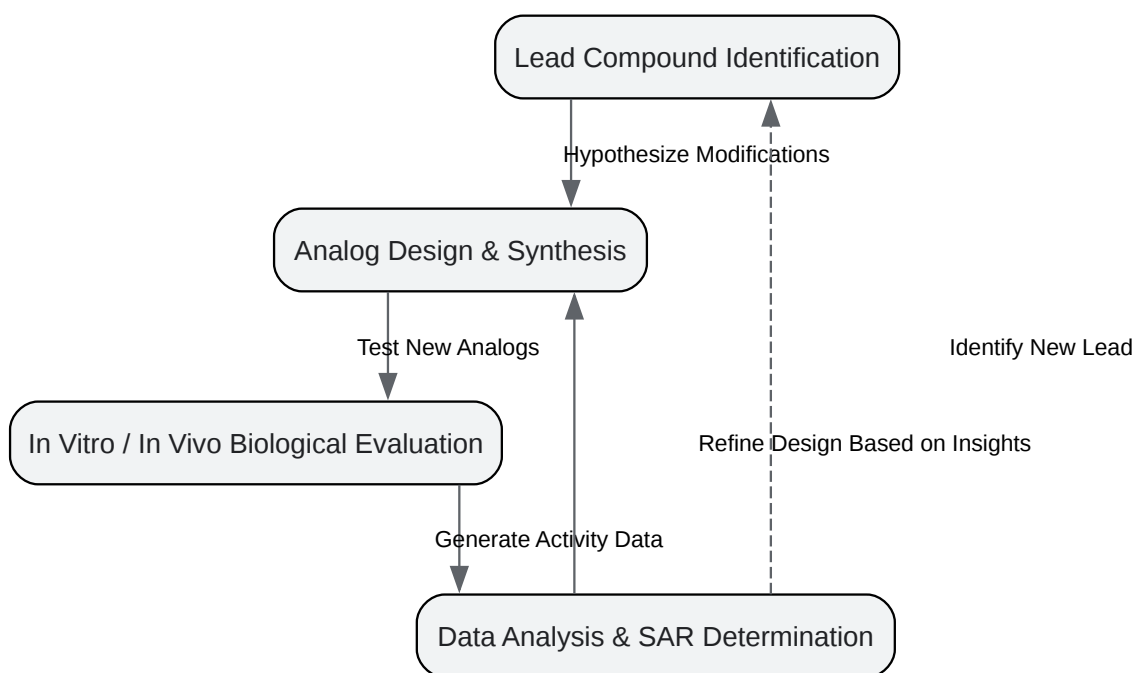 Lead Compound Identification
Hypothesize Modifications
Analog Design & Synthesis
Test New Analogs
Identify New Lead
In Vitro / In Vivo Biological Evaluation
Refine Design Based on Insights
Generate Activity Data
Data Analysis & SAR Determination